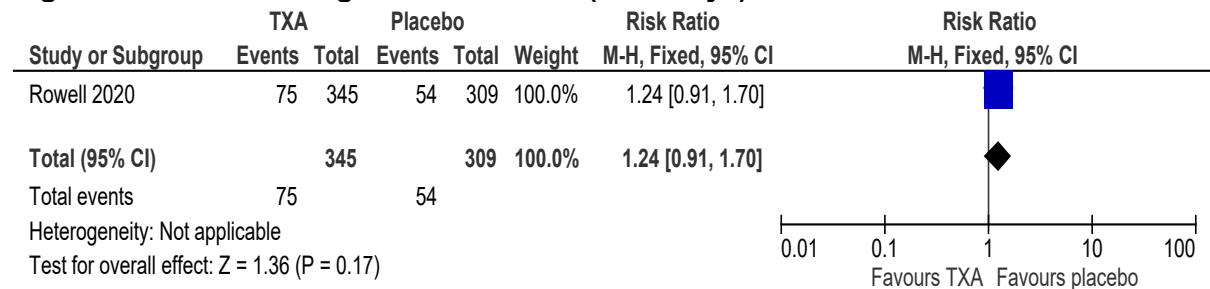 TXA Placebo Risk Ratio Risk Ratio
Study or Subgroup Events Total Events Total Weight M-H, Fixed, 95% CI M-H, Fixed, 95% CI
Rowell 2020 75 345 54 309 100.0% 1.24 [0.91, 1.70]
Total (95% CI) 345 309 100.0% 1.24 [0.91, 1.70]
Total events 75 54
Heterogeneity: Not applicable
Test for overall effect: Z = 1.36 (P = 0.17)
0.01 0.1 1 10 100
Favours TXA Favours placebo